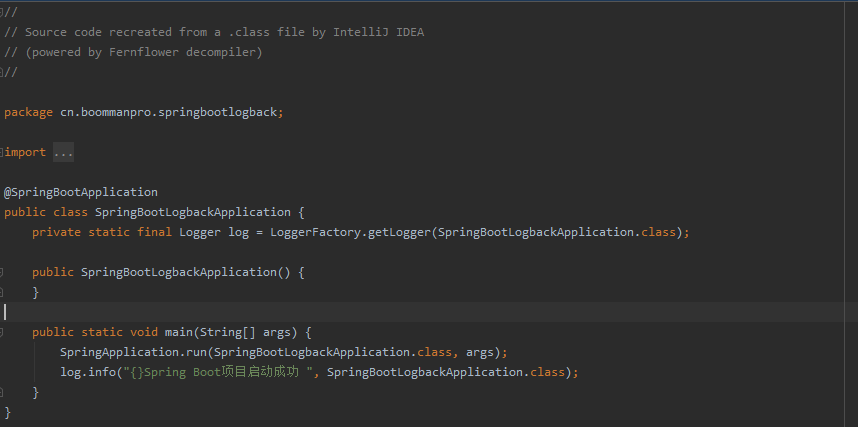 //
// Source code recreated from a .class file by IntelliJ IDEA
// (powered by Fernflower decompiler)
//
package cn.boommanpro.springbootlogback;
import ...
@SpringBootApplication
public class SpringBootLogbackApplication {
private static final Logger log = LoggerFactory.getLogger(SpringBootLogbackApplication.class);
public SpringBootLogbackApplication() {
}
public static void main(String[] args) {
SpringApplication.run(SpringBootLogbackApplication.class, args);
log.info("{}Spring Boot项目启动成功 ", SpringBootLogbackApplication.class);
}
}